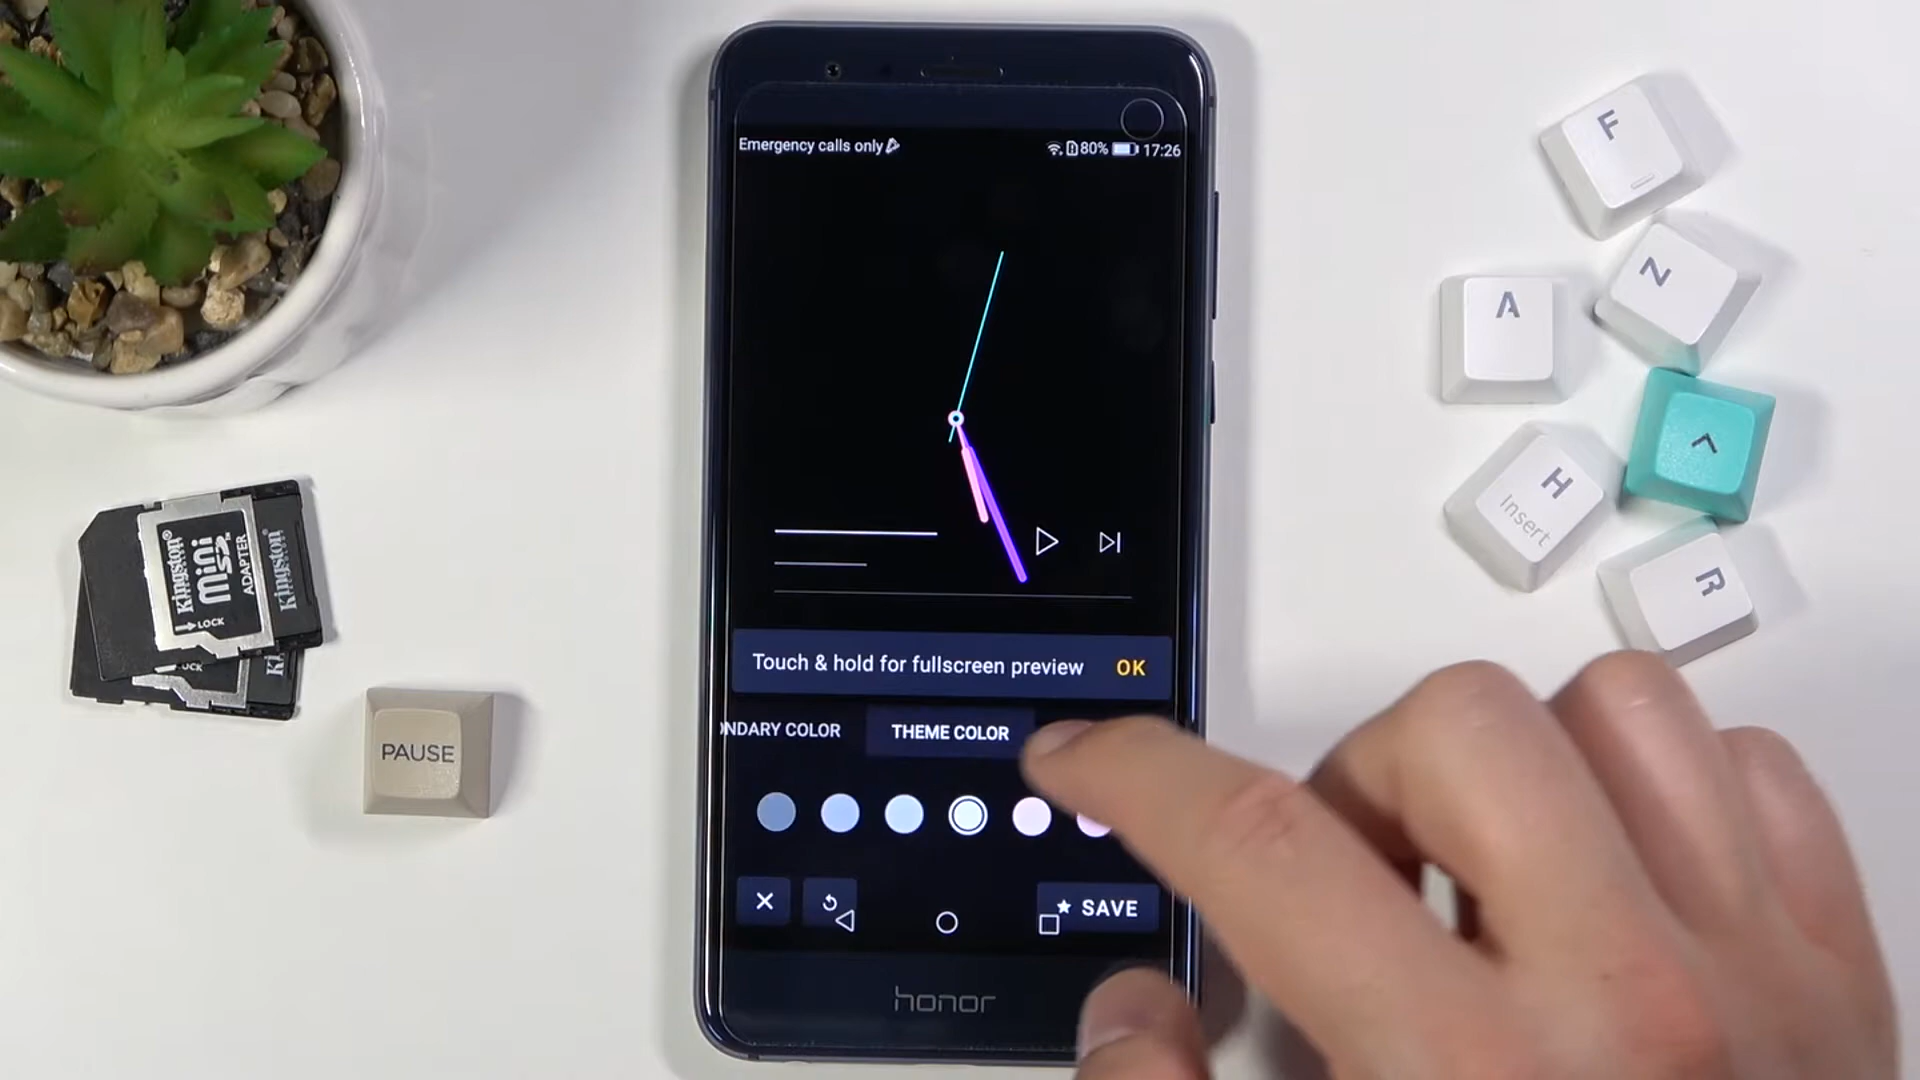 Emergency calls only
80% 17:26
Touch & hold for fullscreen preview OK
ONDARY COLOR THEME COLOR
SAVE
honor
Kingston
mini
SD
ADAPTER
Kingston
LOCK
PAUSE
F
N
A
H
Insert
R